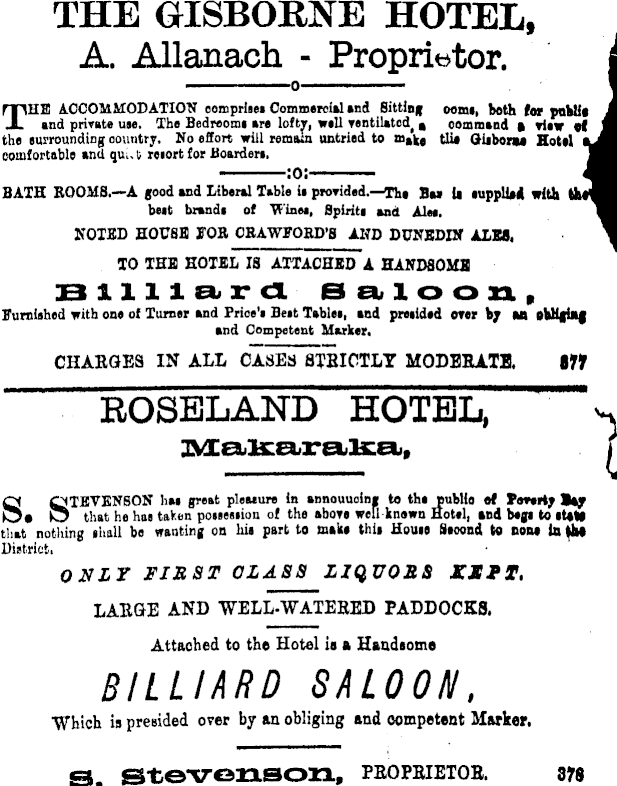 THE GISBORNE HOTEL,
A. Allanach - Proprietor.
THE ACCOMMODATION comprises Commercial and Sitting ooms, both for public
and private use. The Bedrooms are lofty, well ventilated, command a view of
the surrounding country. No effort will remain untried to make the Gisborne Hotel a
comfortable and quiet resort for Boarders.
:o:
BATH ROOMS.—A good and Liberal Table is provided.—The Bar is supplied with the
best brands of Wines, Spirits and Ales.
NOTED HOUSE FOR CRAWFORD'S AND DUNEDIN ALES.
TO THE HOTEL IS ATTACHED A HANDSOME
Billiard Saloon,
Furnished with one of Turner and Price's Best Tables, and presided over by an obliging
and Competent Marker.
CHARGES IN ALL CASES STRICTLY MODERATE. 877
ROSELAND HOTEL,
Makaraka,
S. STEVENSON has great pleasure in announcing to the public of Poverty Bay
that he has taken possession of the above well-known Hotel, and begs to state
that nothing shall be wanting on his part to make this House Second to none in the
District.
ONLY FIRST CLASS LIQUORS KEPT.
LARGE AND WELL-WATERED PADDOCKS.
Attached to the Hotel is a Handsome
BILLIARD SALOON,
Which is presided over by an obliging and competent Marker.
S. Stevenson, PROPRIETOR. 378